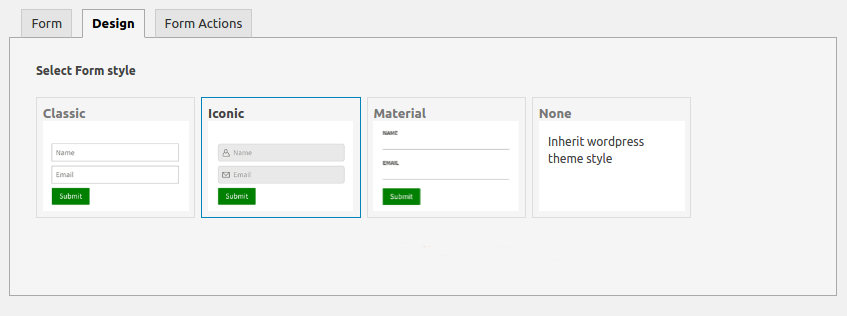 Form Design Form Actions
Select Form style
Classic Iconic Material None
Name
Email
Submit
Name
Email
Submit
NAME
EMAIL
Submit
Inherit wordpress
theme style